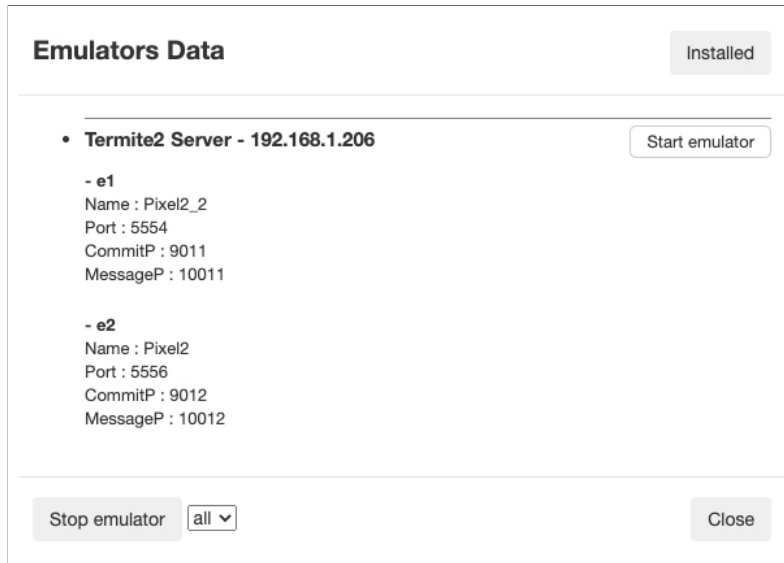 Emulators Data
Installed
• Termite2 Server - 192.168.1.206
Start emulator
- e1
Name : Pixel2_2
Port : 5554
CommitP : 9011
MessageP : 10011
- e2
Name : Pixel2
Port : 5556
CommitP : 9012
MessageP : 10012
Stop emulator
all
Close